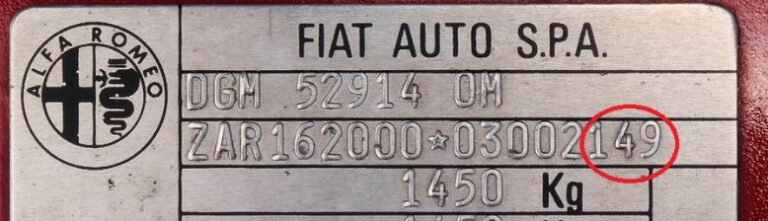 ALFA ROMEO
FIAT AUTO S.P.A.
DGM 52914 OM
ZAR162000*03002149
1450 Kg